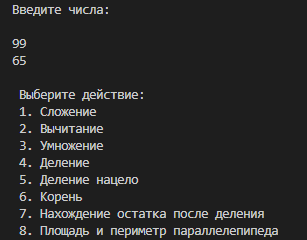 Введите числа:
99
65
Выберите действие:
1. Сложение
2. Вычитание
3. Умножение
4. Деление
5. Деление нацело
6. Корень
7. Нахождение остатка после деления
8. Площадь и периметр параллелепипеда